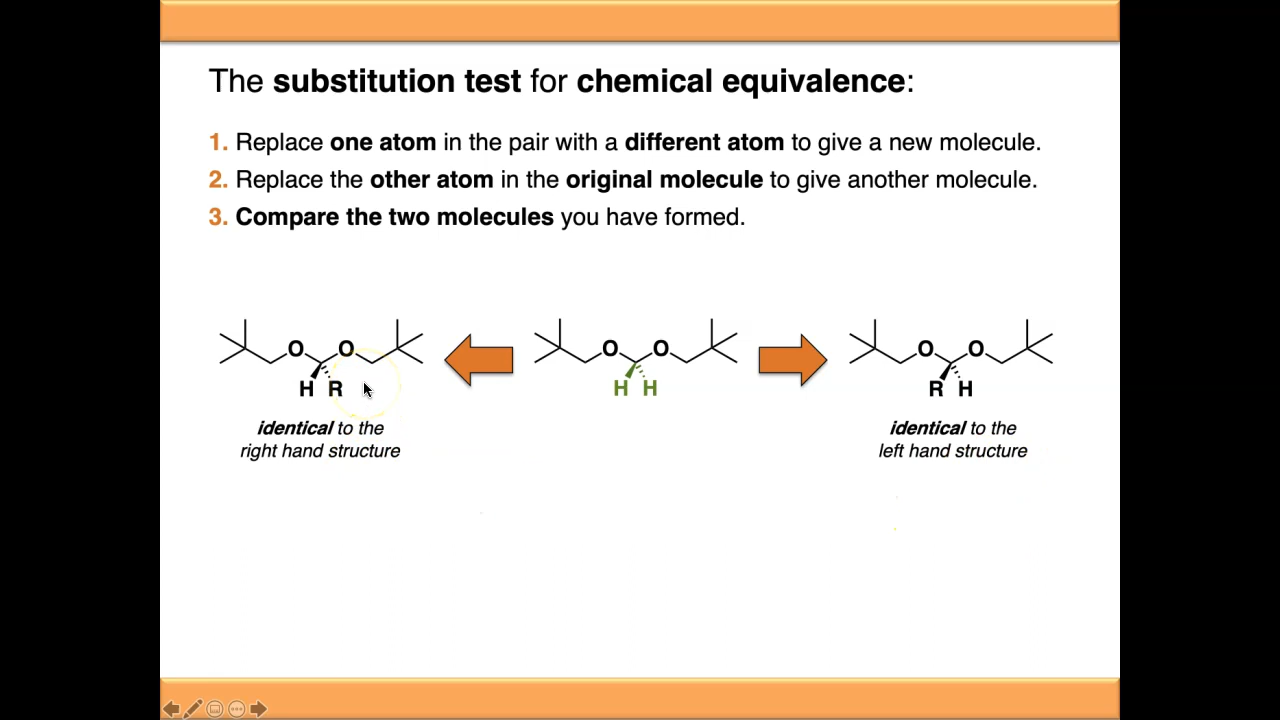 The substitution test for chemical equivalence:
1. Replace one atom in the pair with a different atom to give a new molecule.
2. Replace the other atom in the original molecule to give another molecule.
3. Compare the two molecules you have formed.
O O O O O O
H R H H R H
identical to the identical to the
right hand structure left hand structure